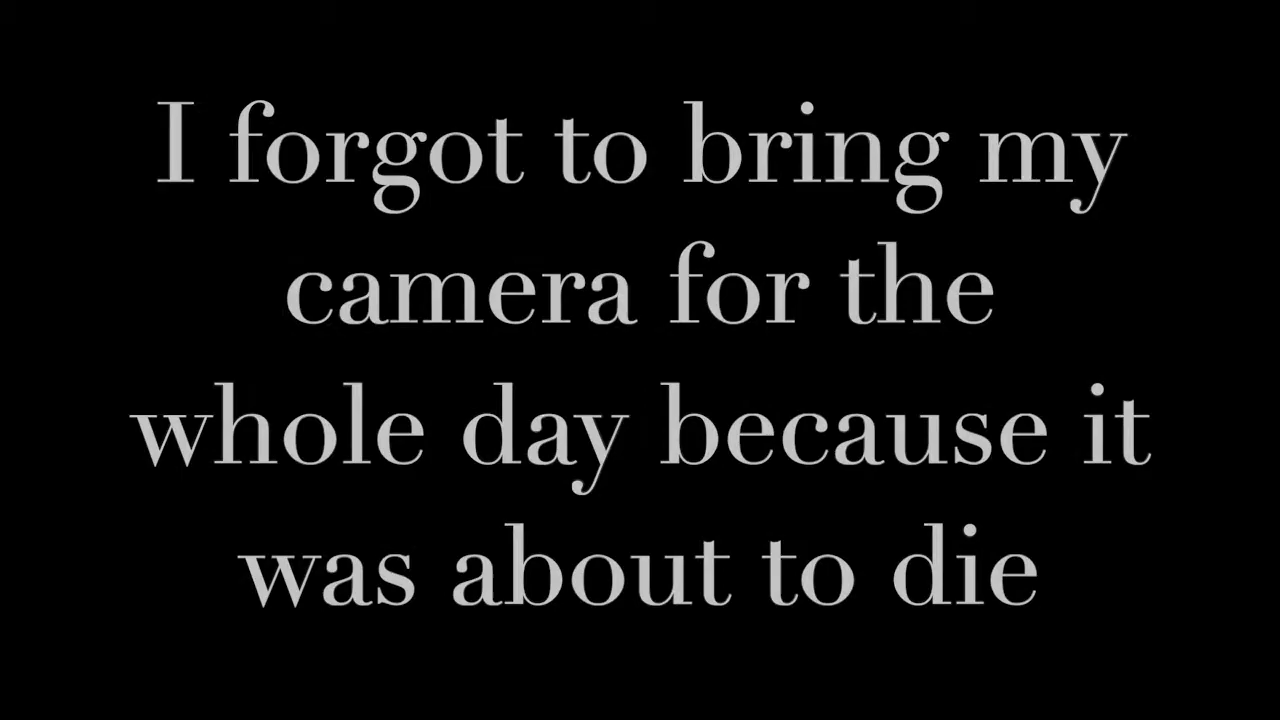 I forgot to bring my
camera for the
whole day because it
was about to die